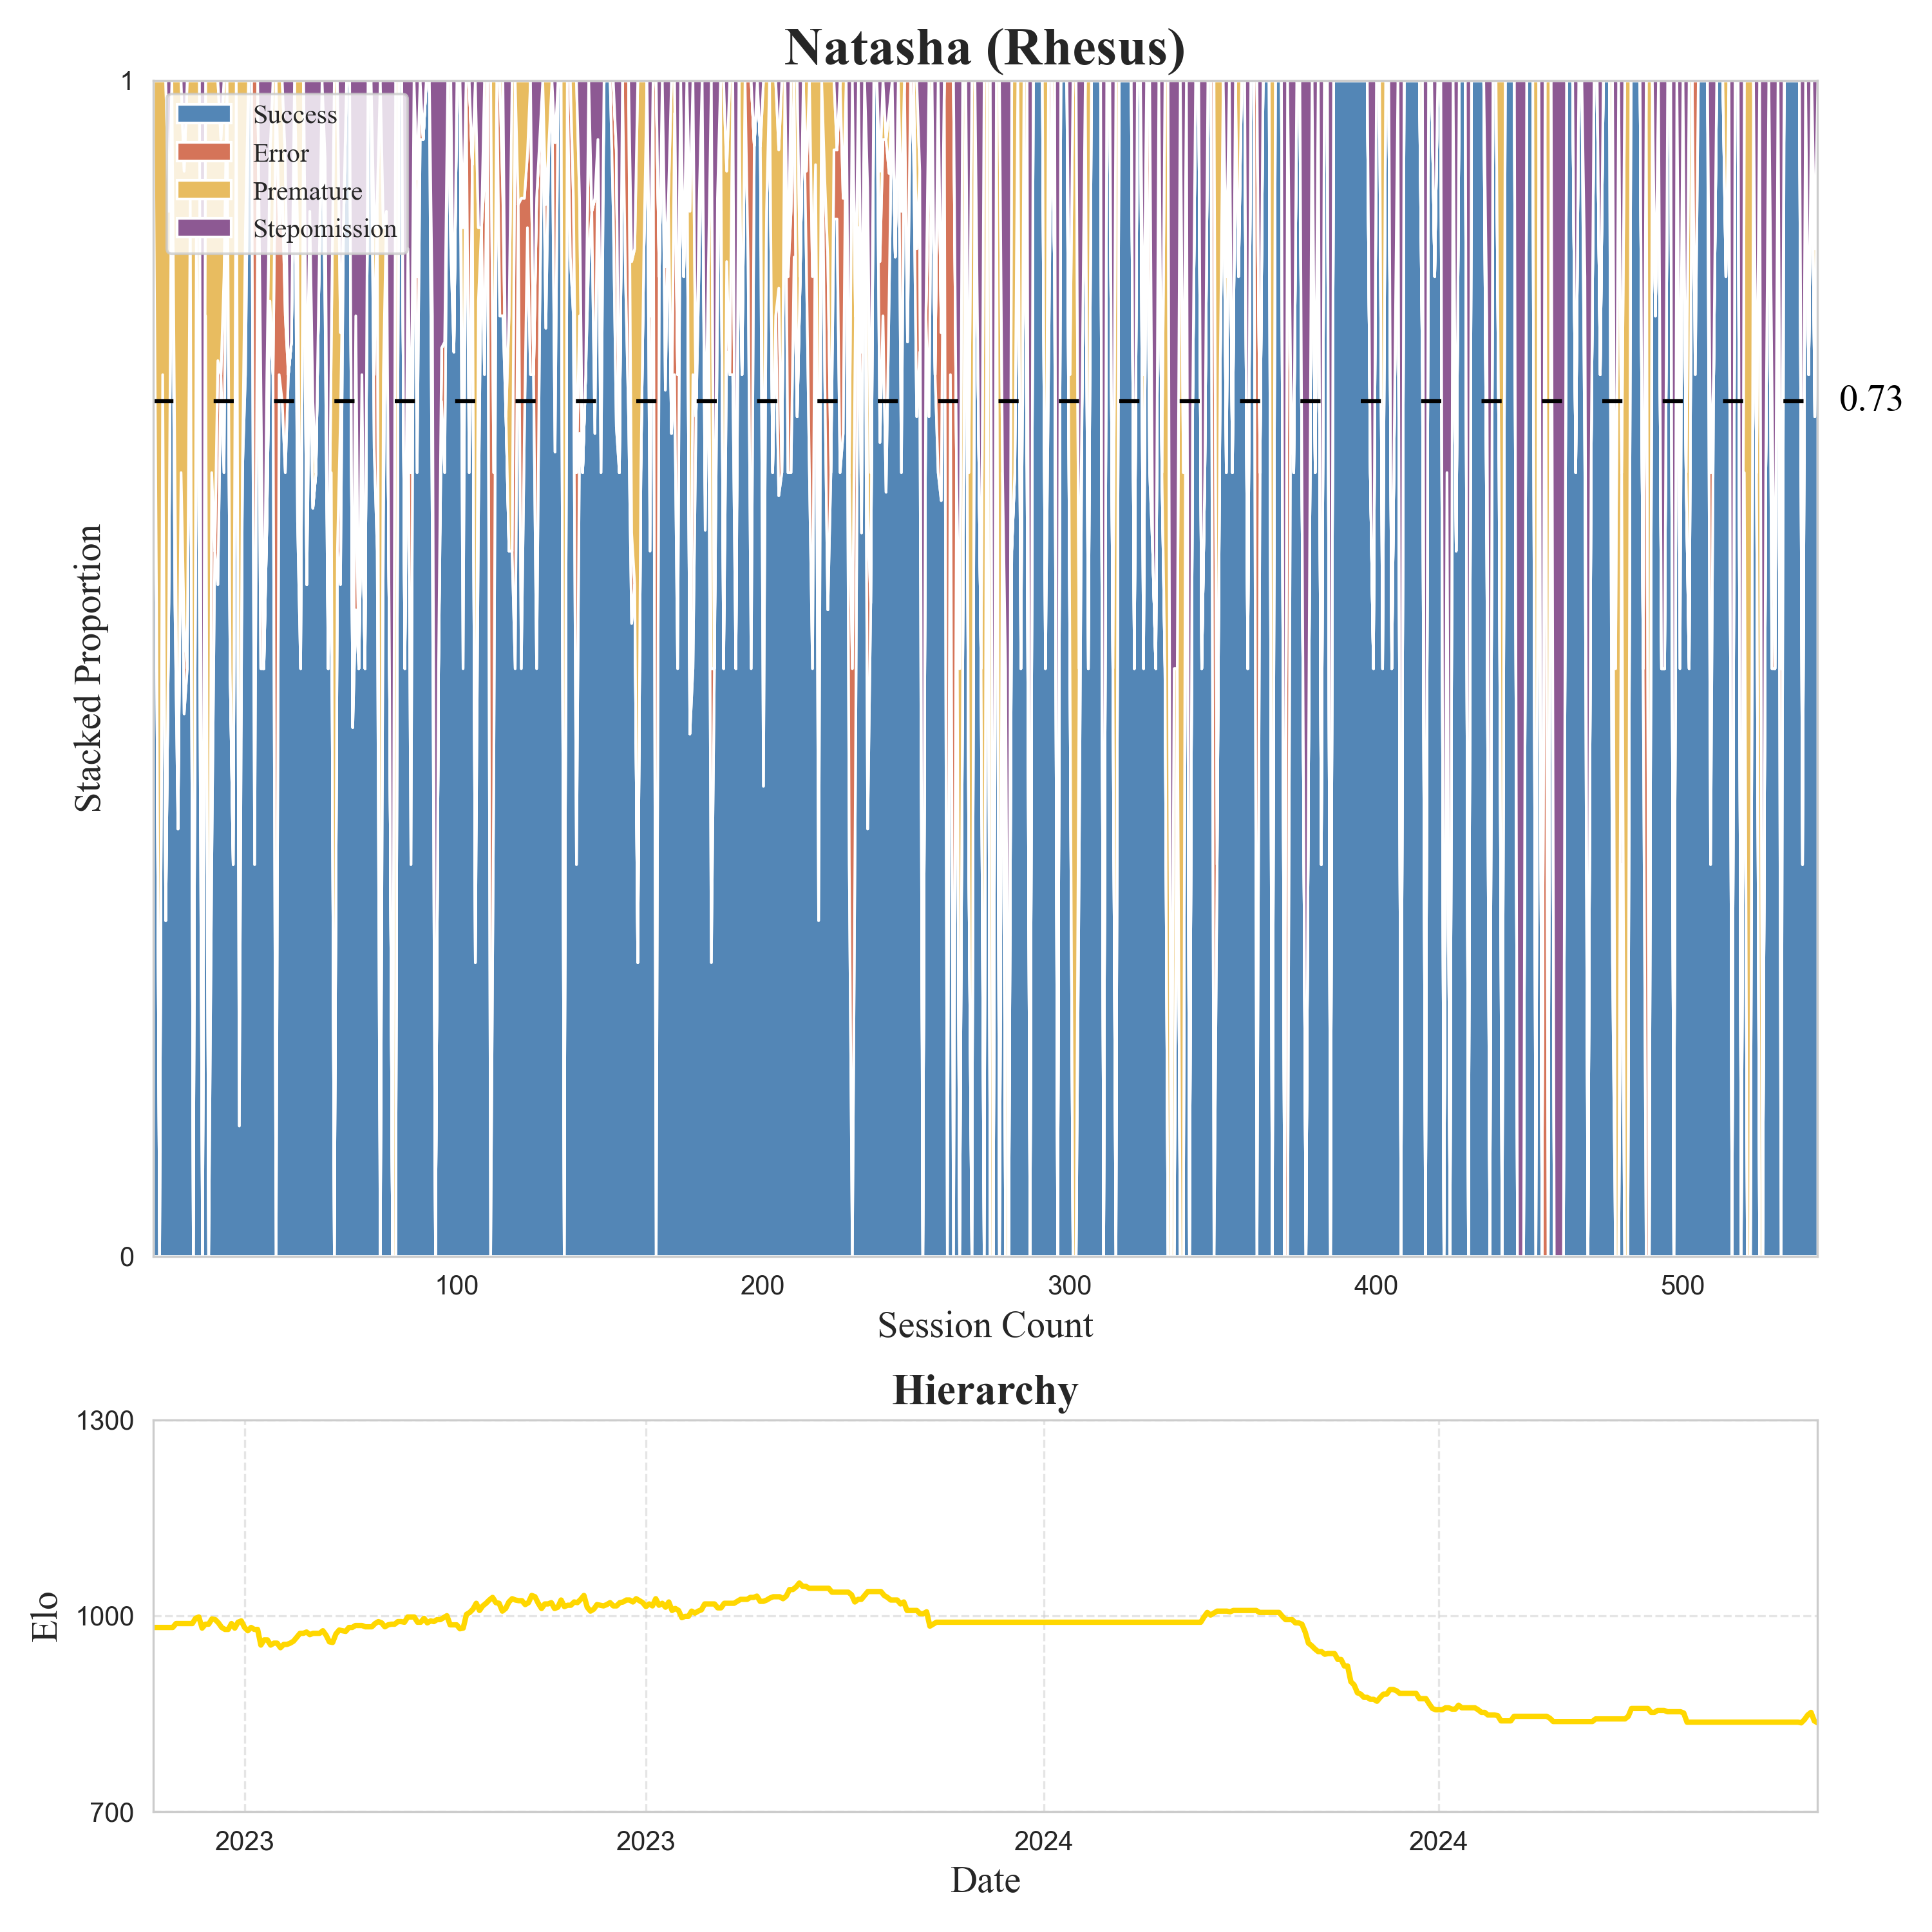 Natasha (Rhesus)
1
Success
Error
Premature
Stepomission
0.73
Stacked Proportion
0
100 200 300 400 500
Session Count
Hierarchy
1300
1000
Elo
700
2023 2023 2024 2024
Date